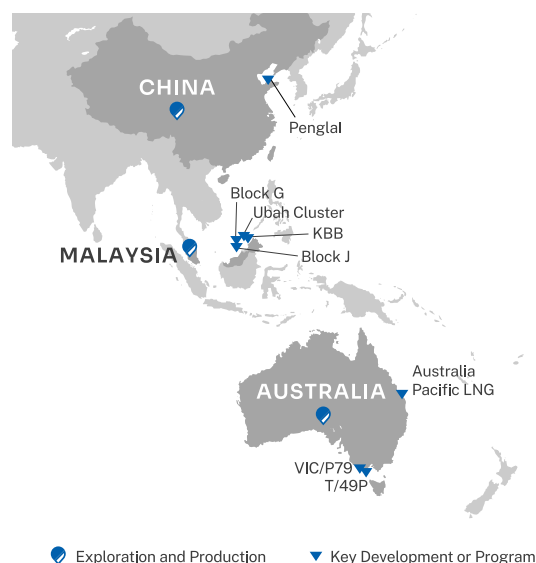 CHINA
Penglal
Block G
Ubah Cluster
KBB
MALAYSIA
Block J
Australia
Pacific LNG
AUSTRALIA
VIC/P79
T/49P
Exploration and Production
Key Development or Program